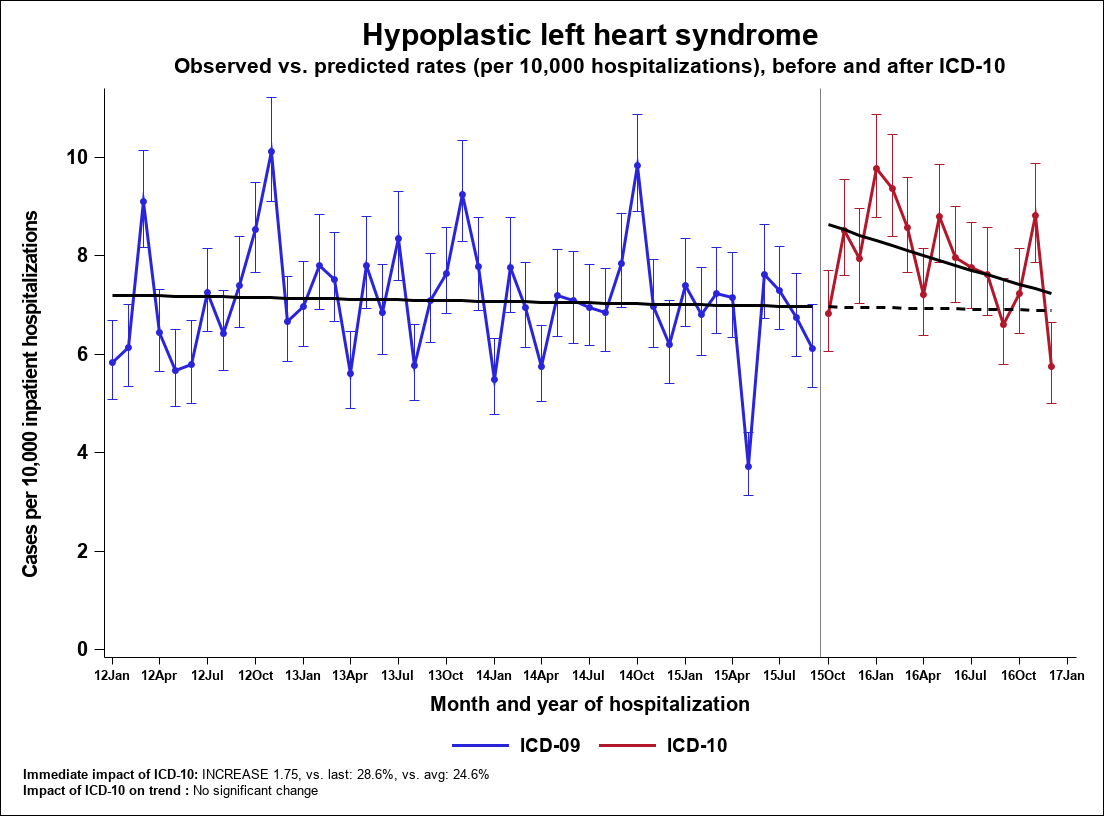 Hypoplastic left heart syndrome
Observed vs. predicted rates (per 10,000 hospitalizations), before and after ICD-10
Cases per 10,000 inpatient hospitalizations
10
8
6
4
2
0
12Jan 12Apr 12Jul 12Oct 13Jan 13Apr 13Jul 13Oct 14Jan 14Apr 14Jul 14Oct 15Jan 15Apr 15Jul 15Oct 16Jan 16Apr 16Jul 16Oct 17Jan
Month and year of hospitalization
ICD-09 ICD-10
Immediate impact of ICD-10: INCREASE 1.75, vs. last: 28.6%, vs. avg: 24.6%
Impact of ICD-10 on trend : No significant change